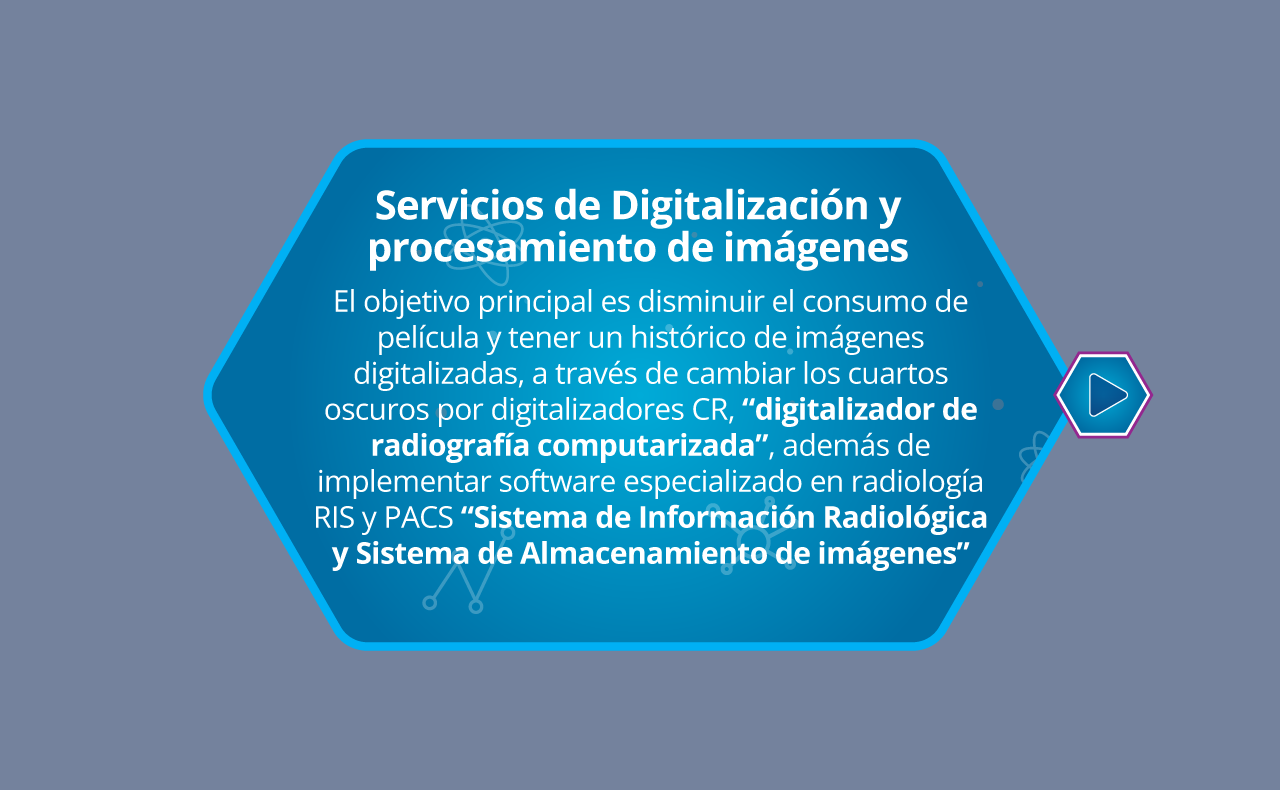 Servicios de Digitalización y
procesamiento de imágenes
El objetivo principal es disminuir el consumo de
película y tener un histórico de imágenes
digitalizadas, a través de cambiar los cuartos
oscuros por digitalizadores CR, “digitalizador de
radiografía computarizada”, además de
implementar software especializado en radiología
RIS y PACS “Sistema de Información Radiológica
y Sistema de Almacenamiento de imágenes”